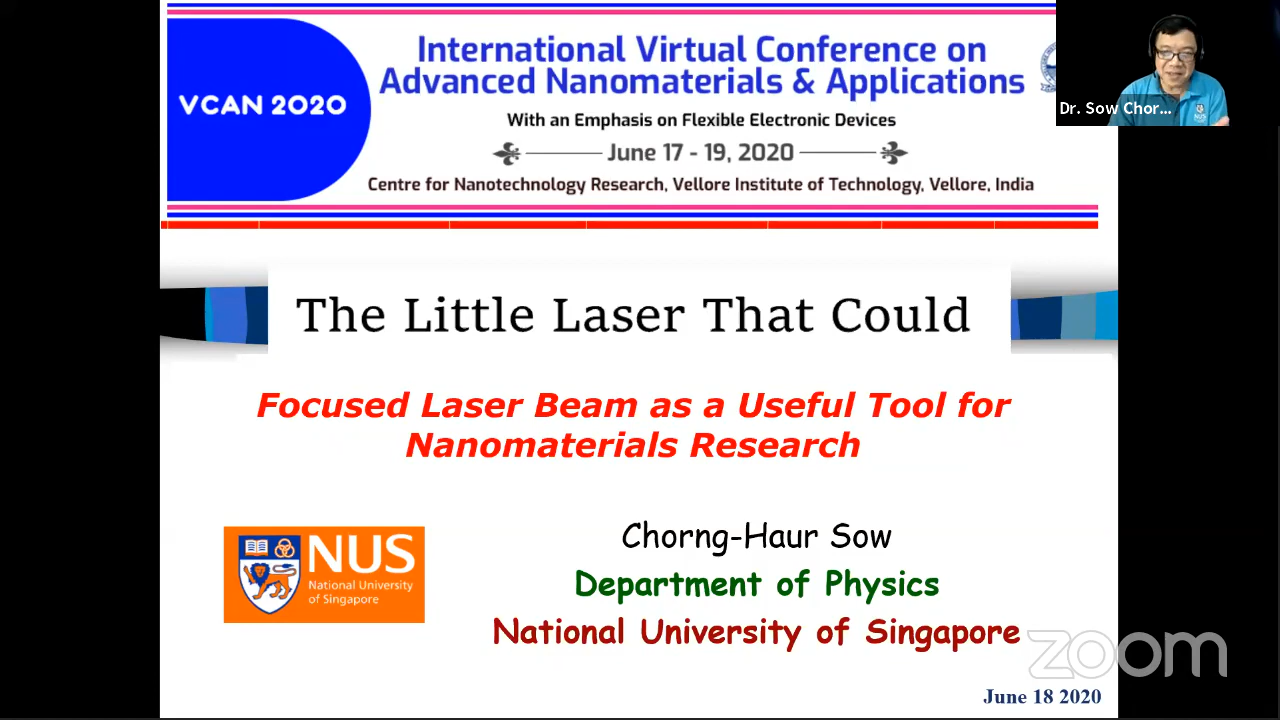 VCAN 2020
International Virtual Conference on
Advanced Nanomaterials & Applications
With an Emphasis on Flexible Electronic Devices
June 17 - 19, 2020
Centre for Nanotechnology Research, Vellore Institute of Technology, Vellore, India
Dr. Sow Chor...
NUS
The Little Laser That Could
Focused Laser Beam as a Useful Tool for
Nanomaterials Research
NUS
National University
of Singapore
Chorng-Haur Sow
Department of Physics
National University of Singapore
zoom
June 18 2020